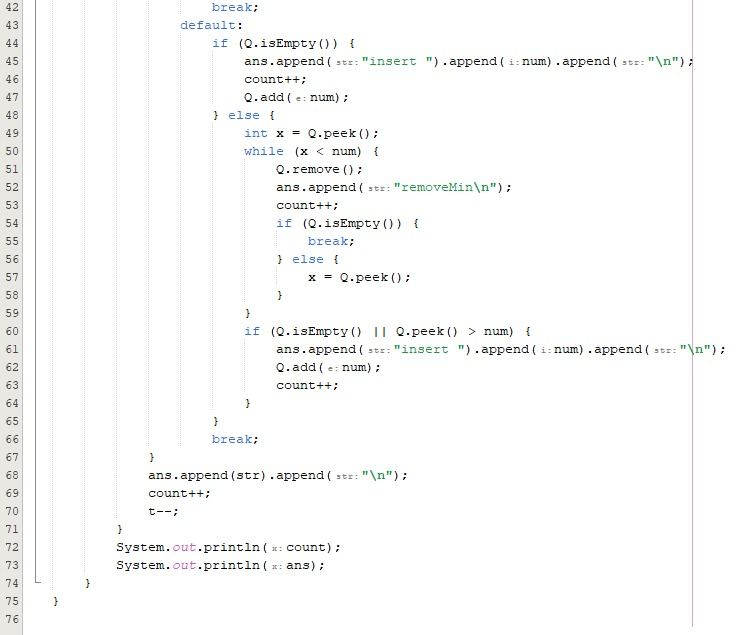 42 break;
43 default:
44 if (Q.isEmpty()) {
45 ans.append( str: "insert ").append( i: num).append( str: "\n");
46 count++;
47 Q.add( e: num);
48 } else {
49 int x = Q.peek();
50 while (x < num) {
51 Q.remove();
52 ans.append( str: "removeMin\n");
53 count++;
54 if (Q.isEmpty()) {
55 break;
56 } else {
57 x = Q.peek();
58 }
59 }
60 if (Q.isEmpty() || Q.peek() > num) {
61 ans.append( str: "insert ").append( i: num).append( str: "\n");
62 Q.add( e: num);
63 count++;
64 }
65 }
66 break;
67 }
68 ans.append(str).append( str: "\n");
69 count++;
70 t--;
71 }
72 System.out.println( x: count);
73 System.out.println( x: ans);
74 }
75 }
76